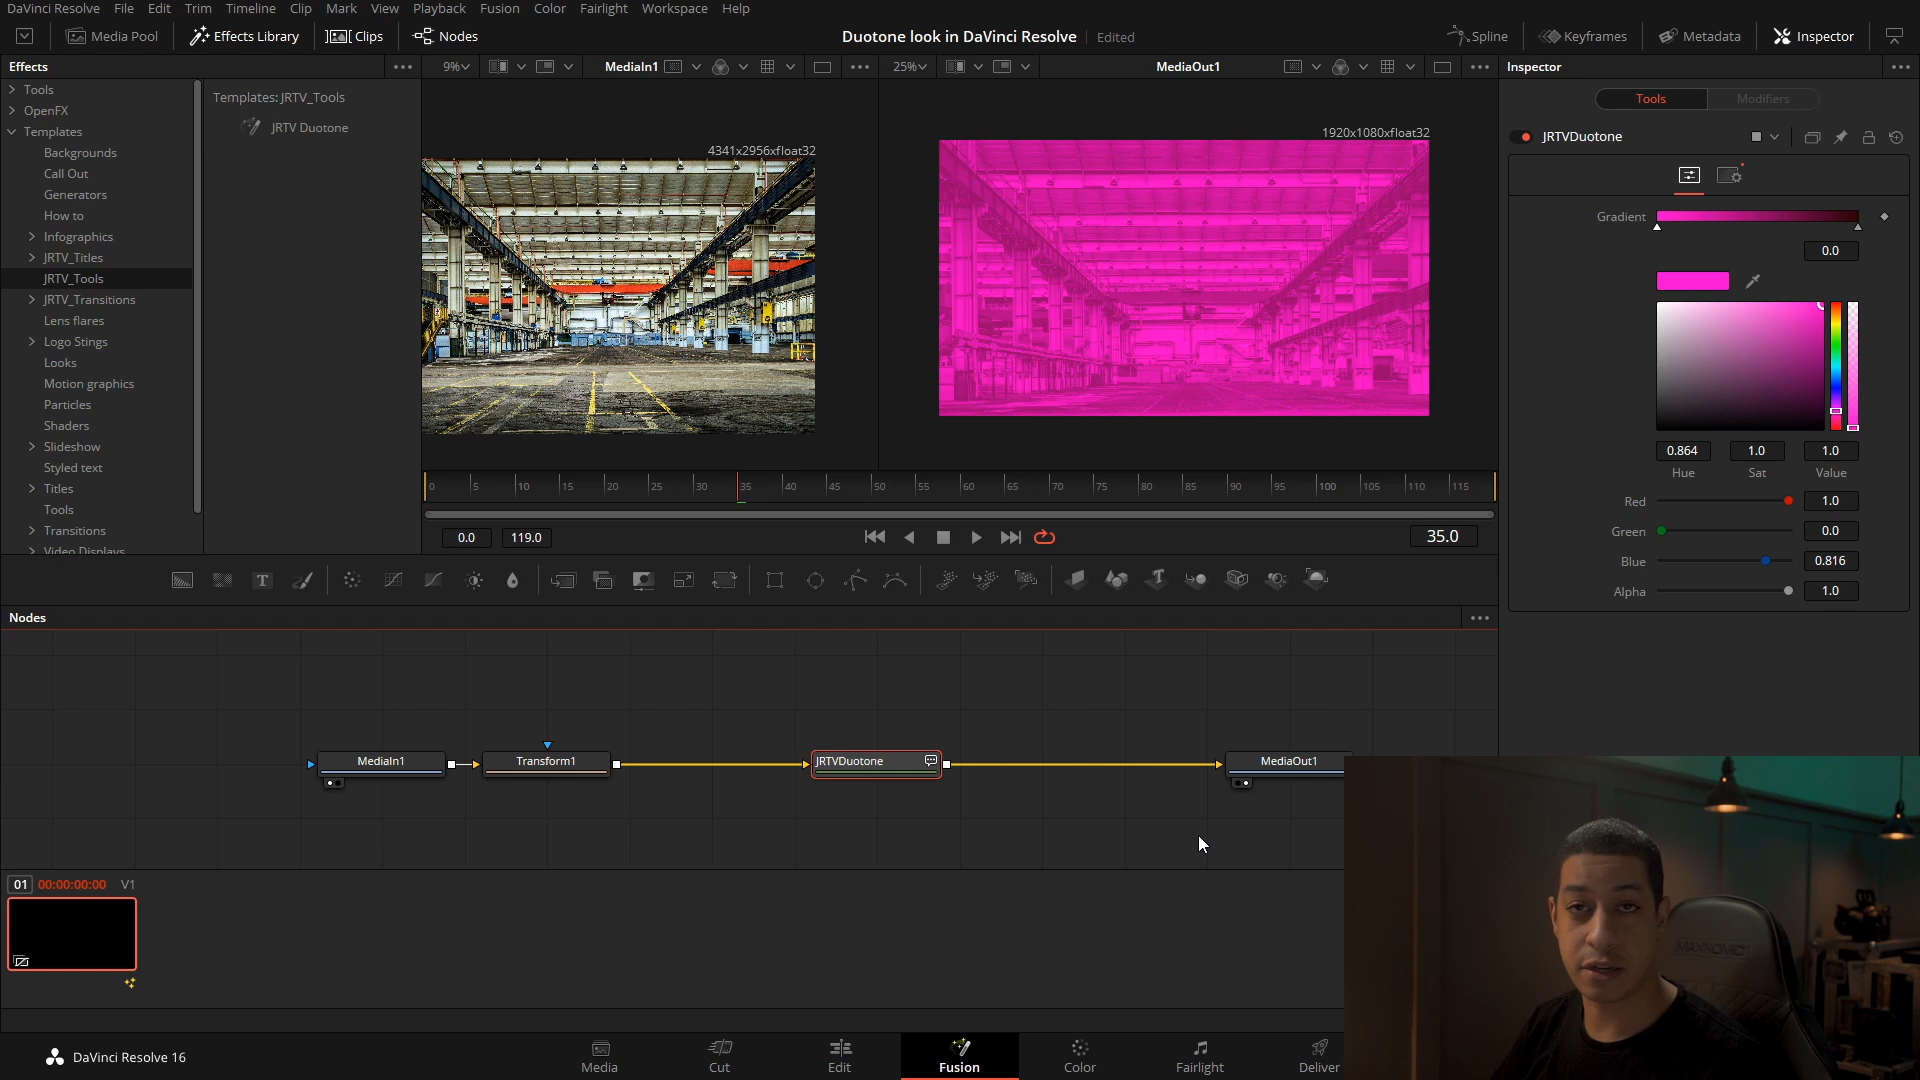 DaVinci Resolve File Edit Trim Timeline Clip Mark View Playback Fusion Color Fairlight Workspace Help
Media Pool Effects Library Clips Nodes Duotone look in DaVinci Resolve Edited Spline Keyframes Metadata Inspector
Effects 9% MediaIn1 25% MediaOut1 Inspector
Tools
OpenFX
Templates
Backgrounds
Call Out
Generators
How to
Infographics
JRTV_Titles
JRTV_Tools
JRTV_Transitions
Lens flares
Logo Stings
Looks
Motion graphics
Particles
Shaders
Slideshow
Styled text
Titles
Tools
Transitions
Video Displays
Templates: JRTV_Tools
JRTV Duotone
4341x2956xfloat32
1920x1080xfloat32
0 5 10 15 20 25 30 35 40 45 50 55 60 65 70 75 80 85 90 95 100 105 110 115
0.0 119.0 35.0
T
Tools Modifiers
JRTVDuotone
Gradient
0.0
0.864 1.0 1.0
Hue Sat Value
Red 1.0
Green 0.0
Blue 0.816
Alpha 1.0
Nodes
MediaIn1 Transform1 JRTVDuotone MediaOut1
01 00:00:00:00 V1
MAXNOMIC
DaVinci Resolve 16
Media Cut Edit Fusion Color Fairlight Deliver